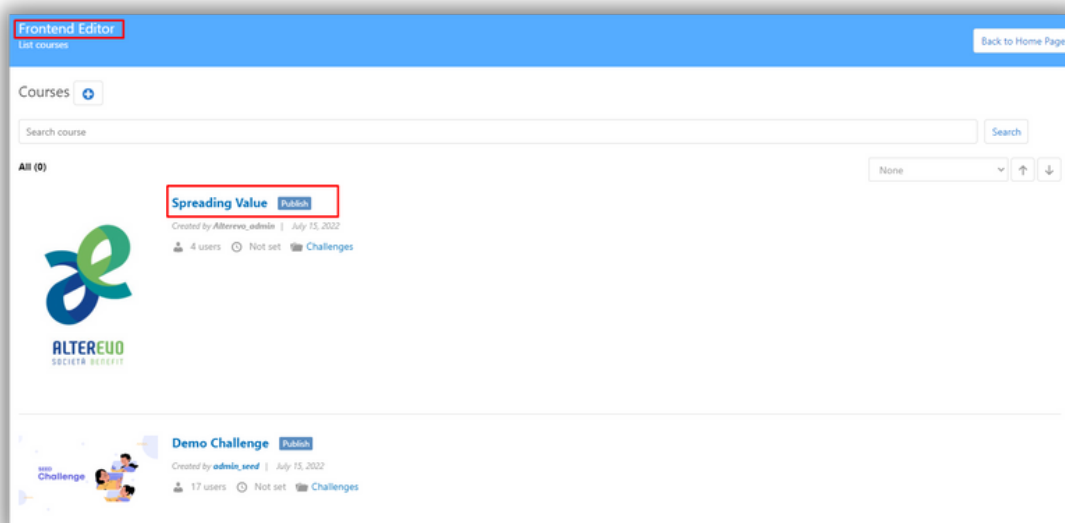 Frontend Editor
List courses
Back to Home Page
Courses
Search course
Search
All (0)
None
Spreading Value Publish
Created by Alterevo_admin | July 15, 2022
4 users Not set Challenges
ALTEREVO
SOCIETÀ BENEFIT
Demo Challenge Publish
Created by admin_seed | July 15, 2022
17 users Not set Challenges
SEED
Challenge